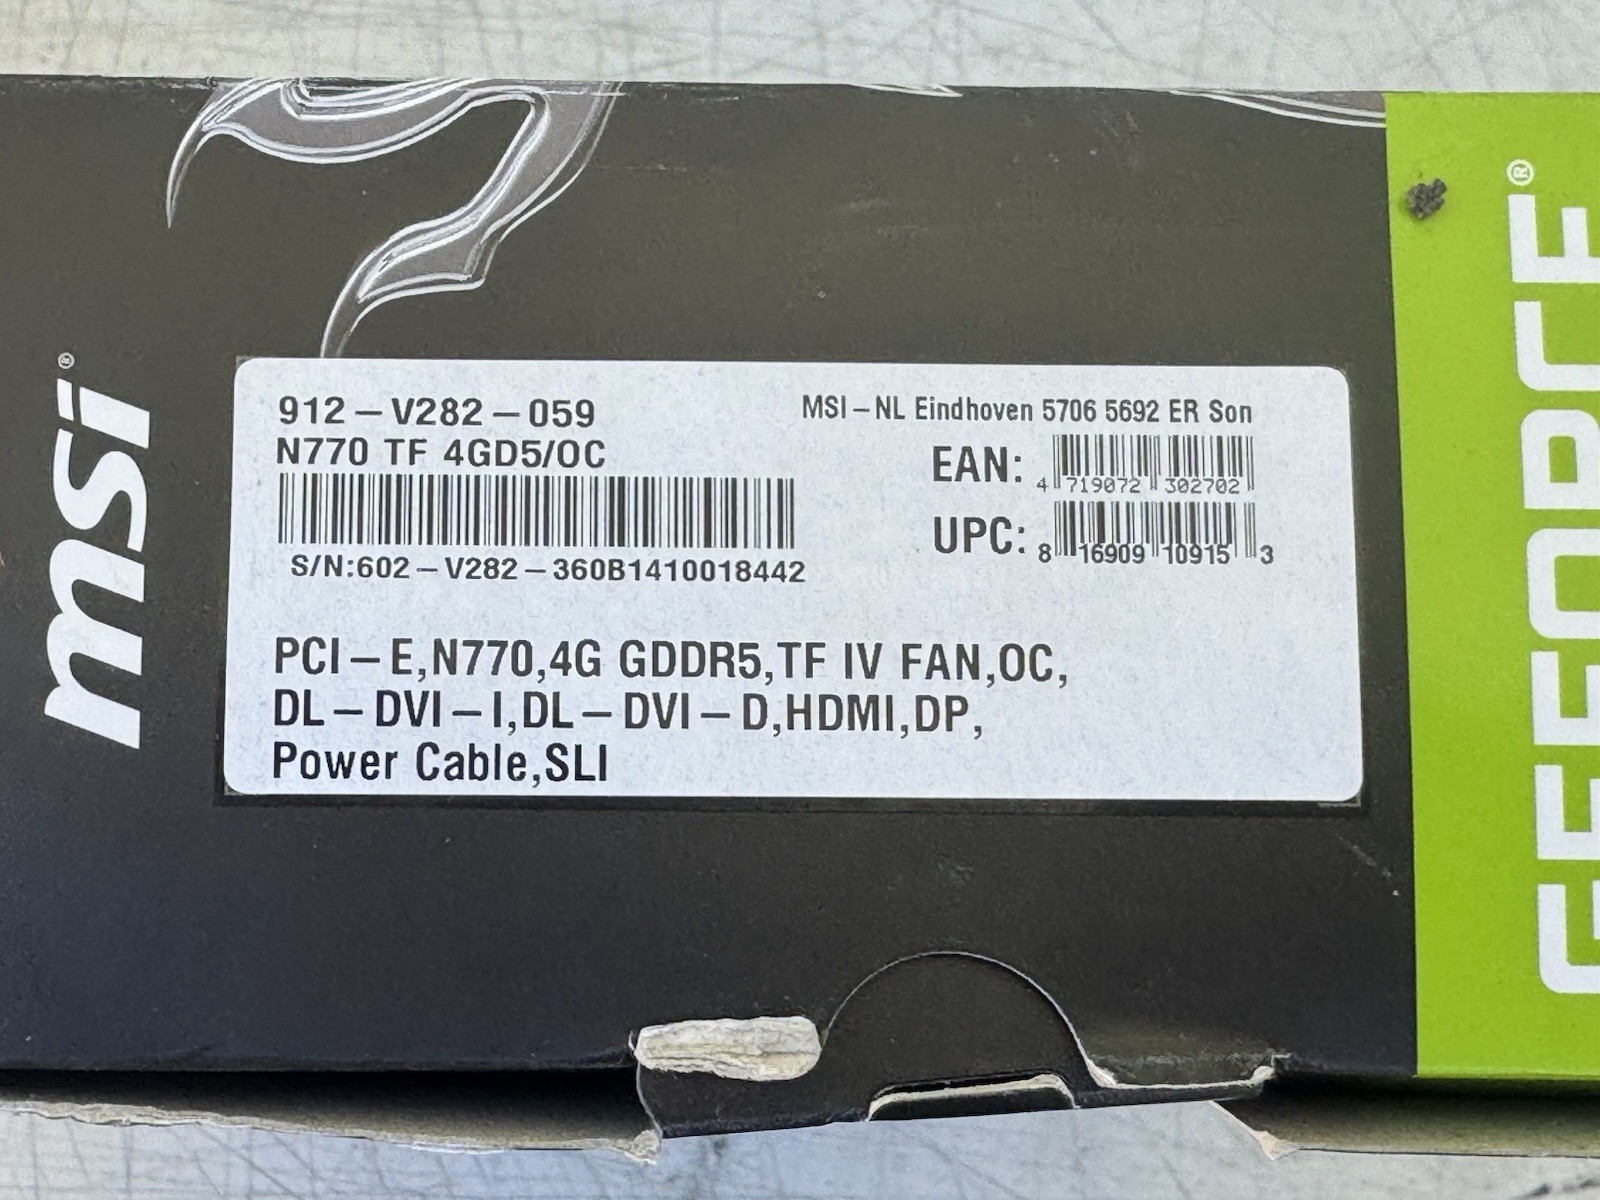 msi®
912-V282-059
N770 TF 4GD5/OC
S/N:602-V282-360B1410018442
MSI-NL Eindhoven 5706 5692 ER Son
EAN: 4 719072 302702
UPC: 8 16909 10915 3
PCI-E,N770,4G GDDR5,TF IV FAN,OC,
DL-DVI-I,DL-DVI-D,HDMI,DP,
Power Cable,SLI
GEFORCE®